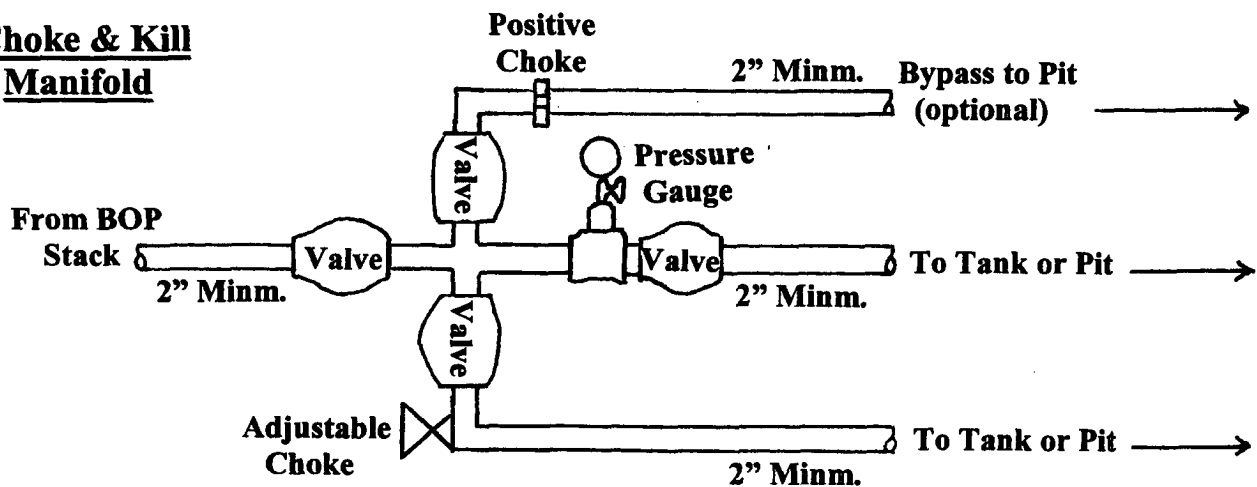 Choke & Kill
Manifold
Positive
Choke
2” Minm.
Bypass to Pit
(optional)
Valve
Pressure
Gauge
From BOP
Stack
2” Minm.
Valve
Valve
2” Minm.
To Tank or Pit
Valve
Adjustable
Choke
2” Minm.
To Tank or Pit